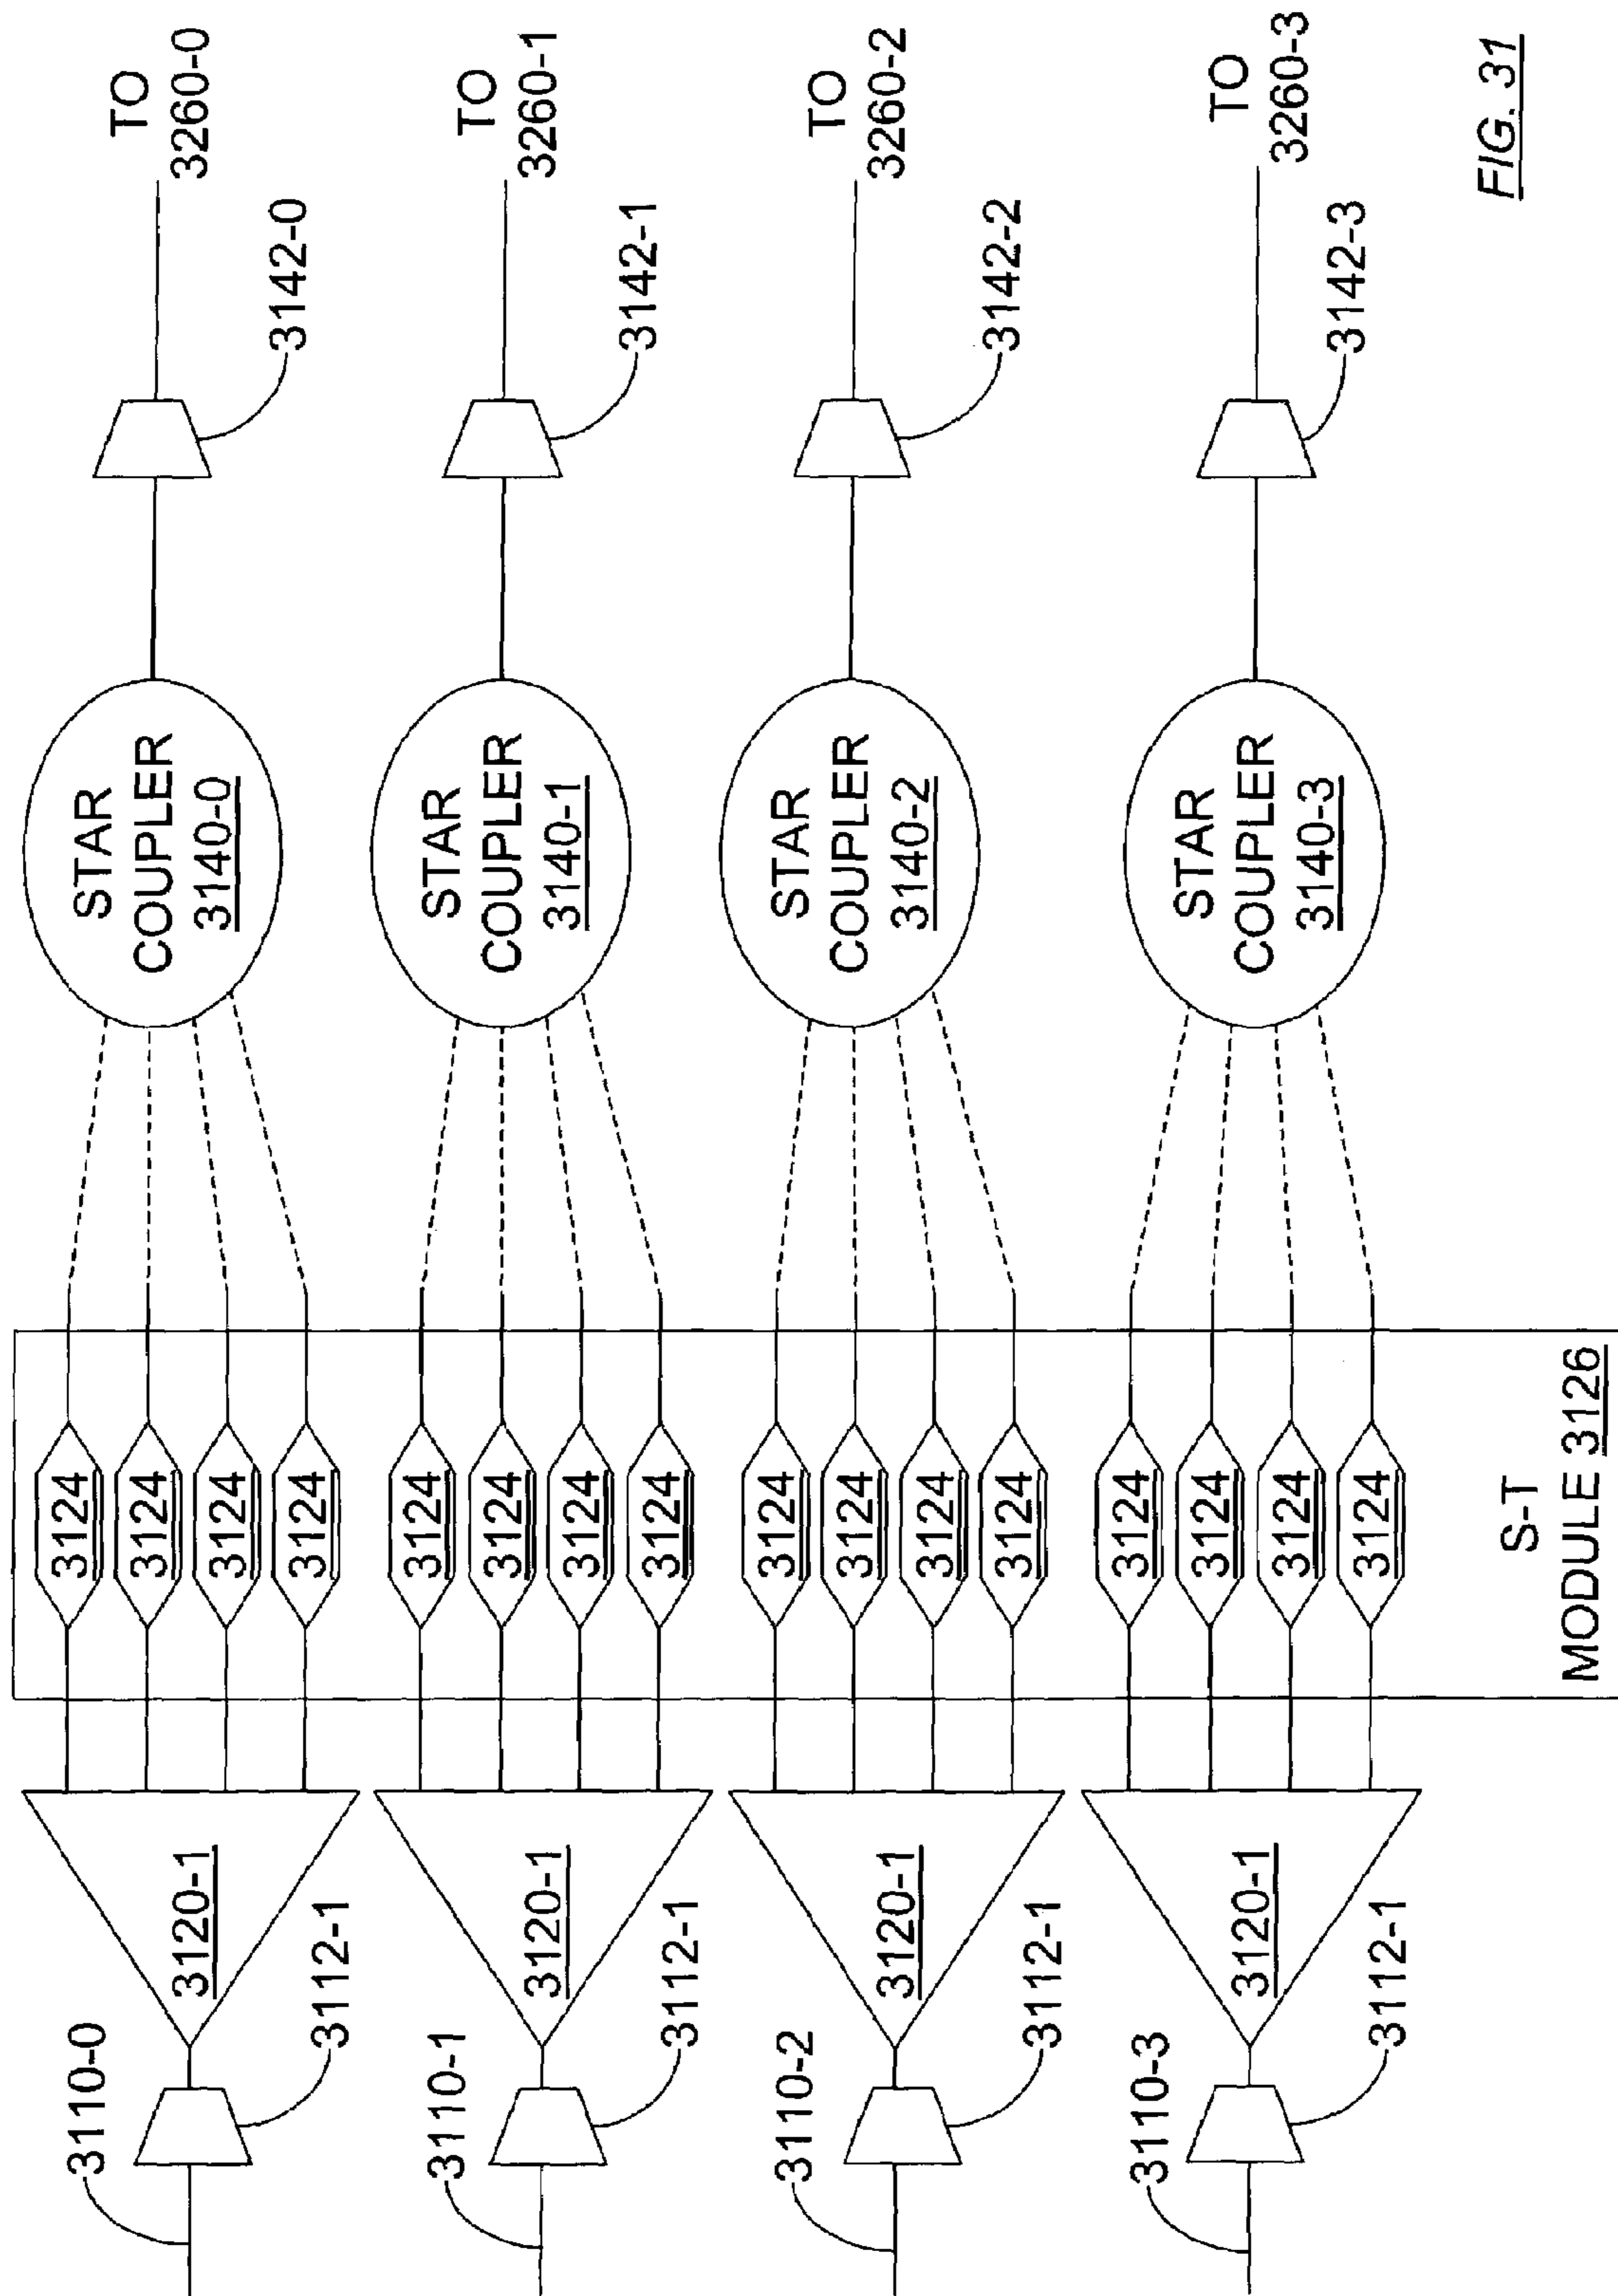 3110-0
3112-1
3120-1
3124
3124
3124
3124
STAR
COUPLER
3140-0
3142-0
TO
3260-0
3110-1
3112-1
3120-1
3124
3124
3124
3124
STAR
COUPLER
3140-1
3142-1
TO
3260-1
3110-2
3112-1
3120-1
3124
3124
3124
3124
STAR
COUPLER
3140-2
3142-2
TO
3260-2
3110-3
3112-1
3120-1
3124
3124
3124
3124
STAR
COUPLER
3140-3
3142-3
TO
3260-3
S-T
MODULE 3126
FIG. 31